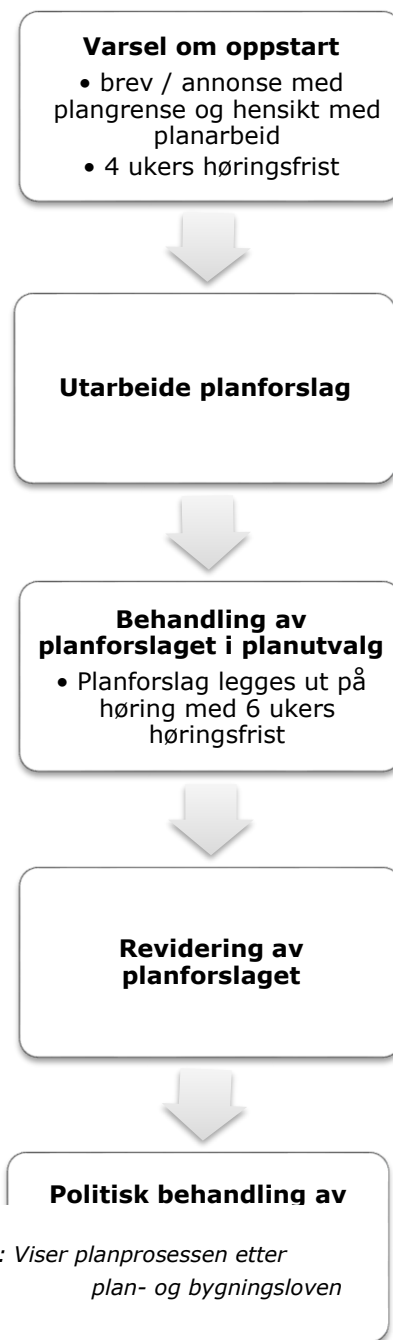 Varsel om oppstart
• brev / annonse med
plangrense og hensikt med
planarbeid
• 4 ukers høringsfrist
Utarbeide planforslag
Behandling av
planforslaget i planutvalg
• Planforslag legges ut på
høring med 6 ukers
høringsfrist
Revidering av
planforslaget
Politisk behandling av
: Viser planprosessen etter
plan- og bygningsloven